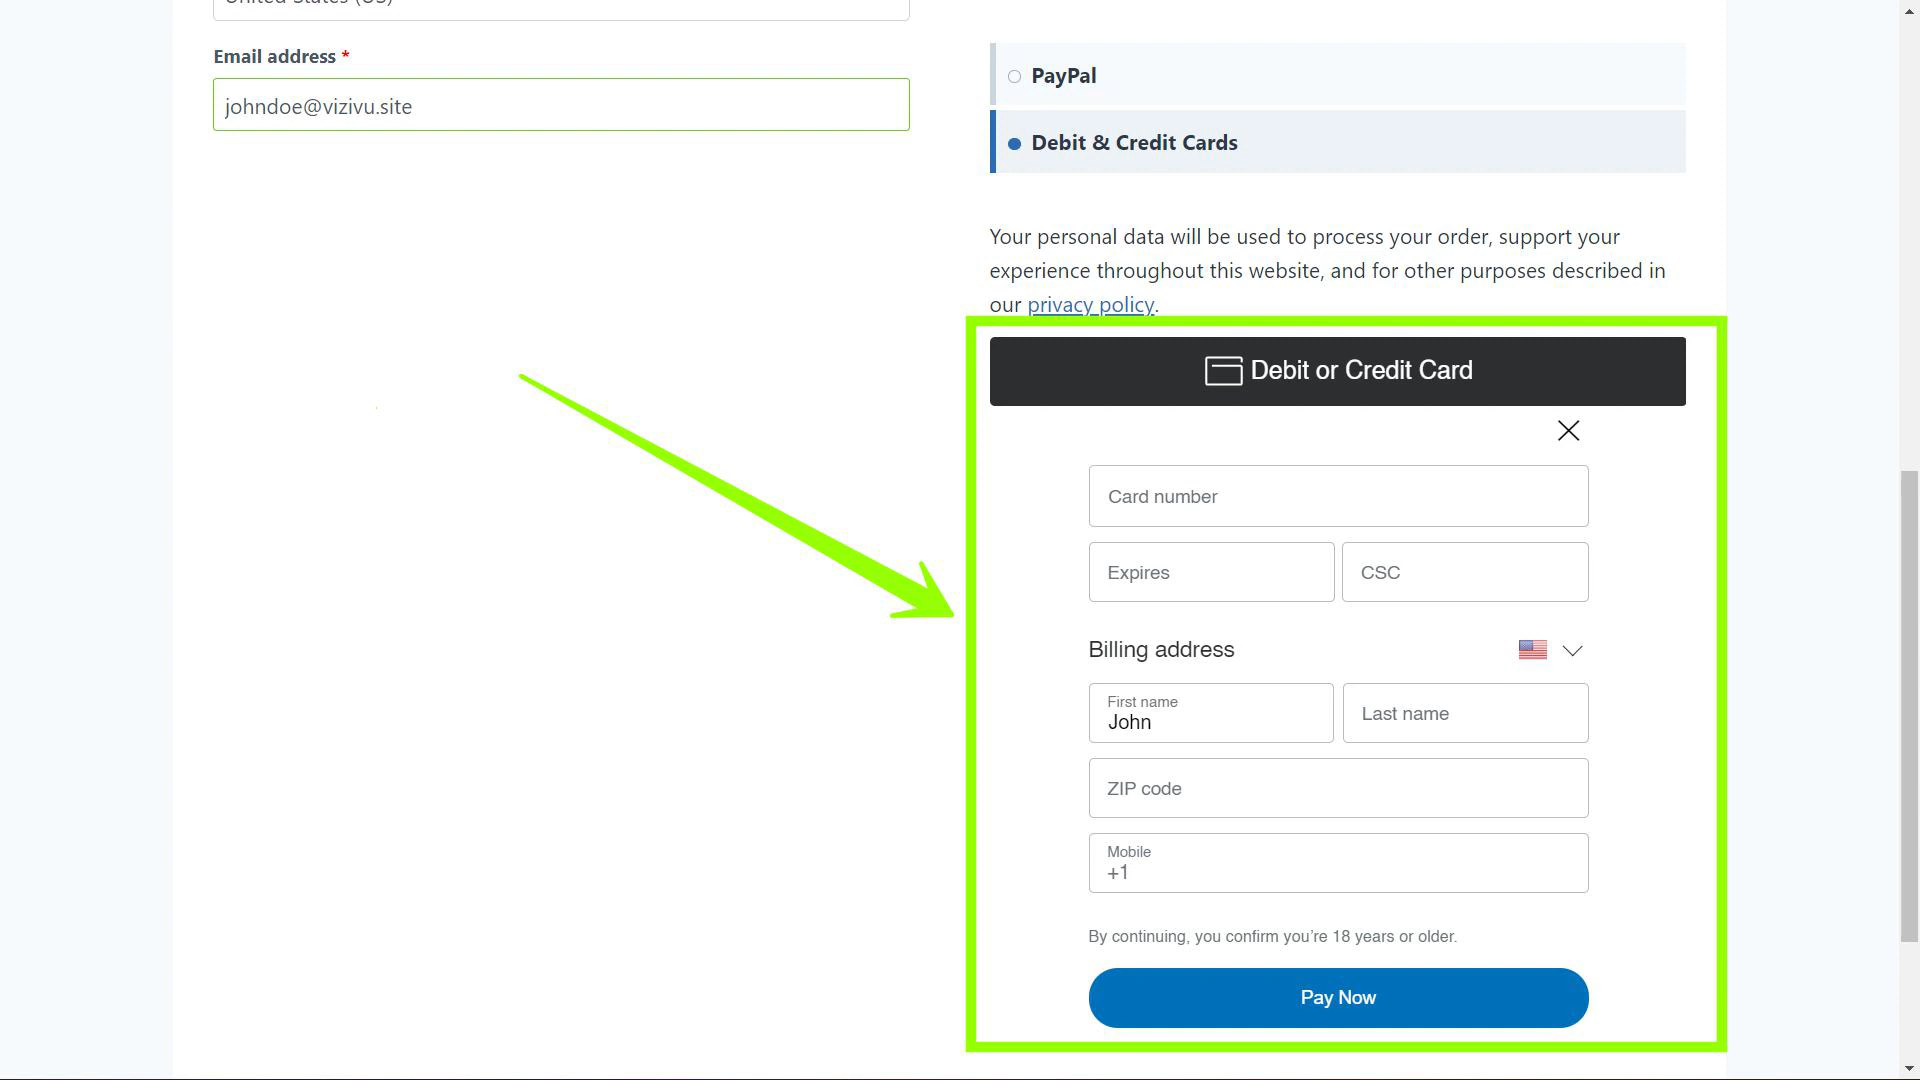 United States (US)
Email address *
johndoe@vizivu.site
PayPal
Debit & Credit Cards
Your personal data will be used to process your order, support your
experience throughout this website, and for other purposes described in
our privacy policy.
Debit or Credit Card
Card number
Expires
CSC
Billing address
First name
John
Last name
ZIP code
Mobile
+1
By continuing, you confirm you're 18 years or older.
Pay Now